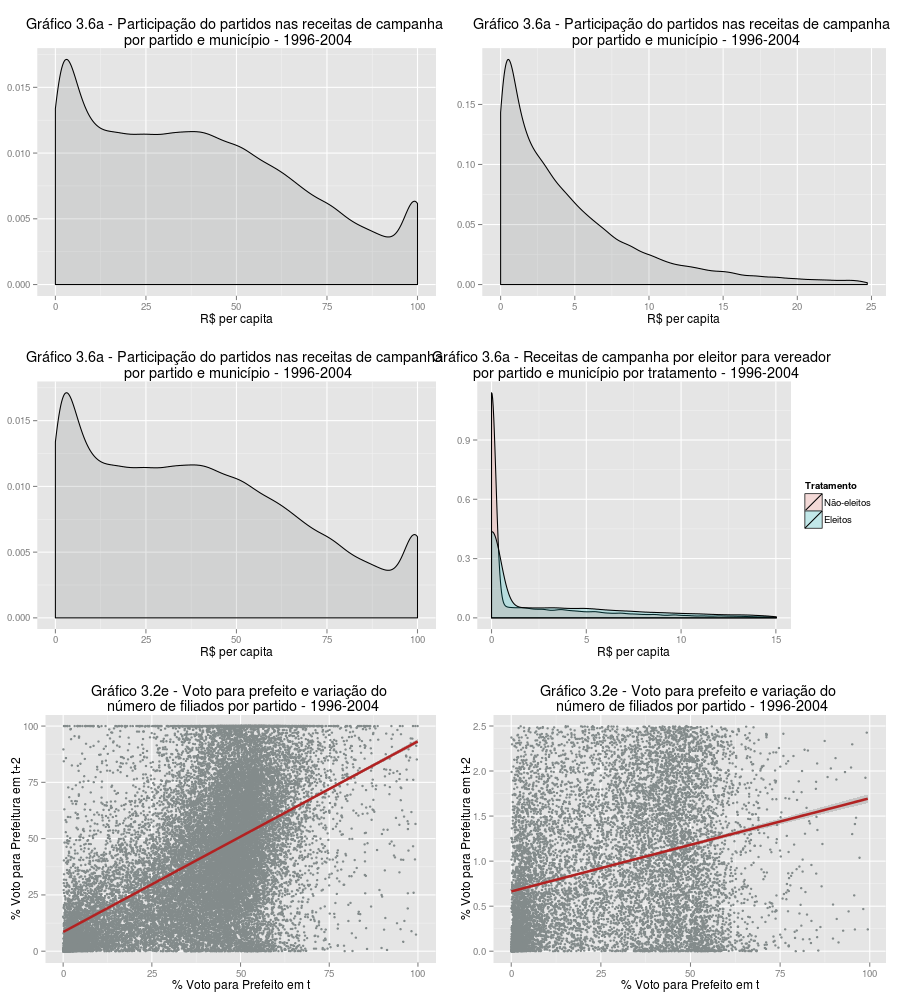 Gráfico 3.6a - Participação do partidos nas receitas de campanha
por partido e município - 1996-2004
0.015
0.010
0.005
0.000
0 25 50 75 100
R$ per capita
Gráfico 3.6a - Participação do partidos nas receitas de campanha
por partido e município - 1996-2004
0.15
0.10
0.05
0.00
0 5 10 15 20 25
R$ per capita
Gráfico 3.6a - Participação do partidos nas receitas de campanha
por partido e município - 1996-2004
0.015
0.010
0.005
0.000
0 25 50 75 100
R$ per capita
Gráfico 3.6a - Receitas de campanha por eleitor para vereador
por partido e município por tratamento - 1996-2004
0.9
0.6
0.3
0.0
0 5 10 15
R$ per capita
Tratamento
Não-eleitos
Eleitos
Gráfico 3.2e - Voto para prefeito e variação do
número de filiados por partido - 1996-2004
% Voto para Prefeitura em t+2
100
75
50
25
0
0 25 50 75 100
% Voto para Prefeito em t
Gráfico 3.2e - Voto para prefeito e variação do
número de filiados por partido - 1996-2004
% Voto para Prefeitura em t+2
2.5
2.0
1.5
1.0
0.5
0.0
0 25 50 75 100
% Voto para Prefeito em t